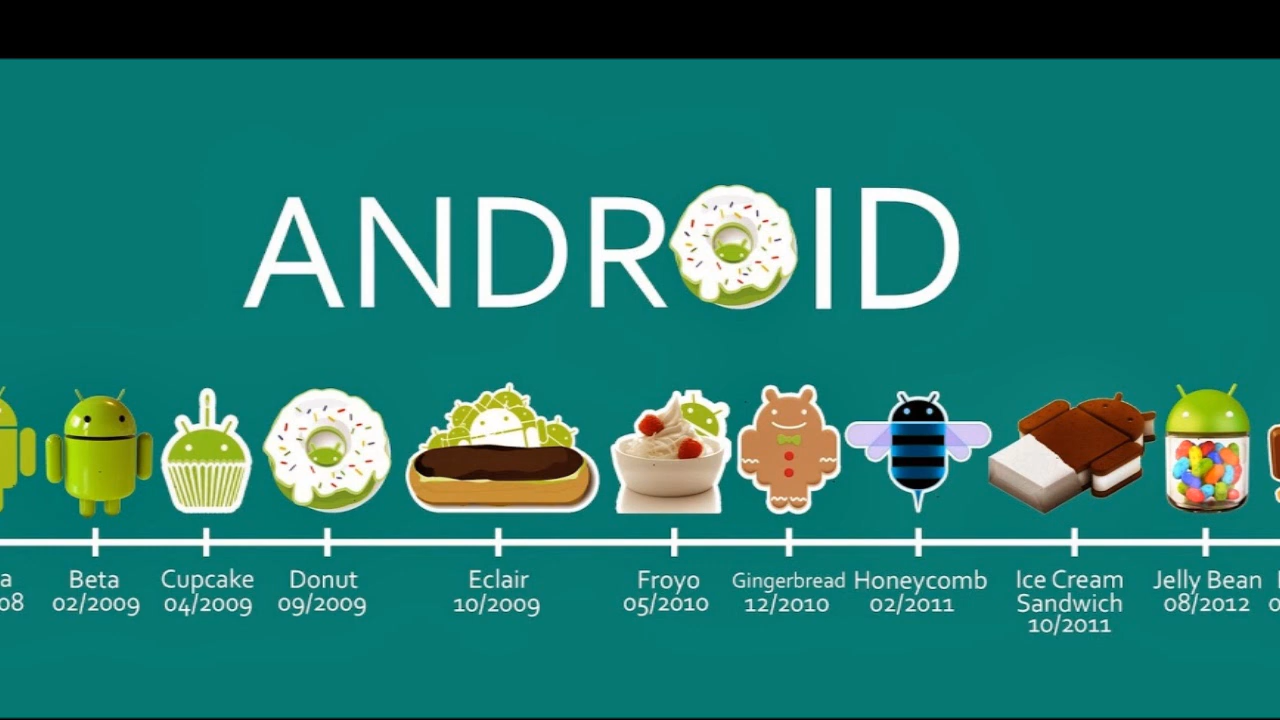 ANDROID
a
08
Beta
02/2009
Cupcake
04/2009
Donut
09/2009
Eclair
10/2009
Froyo
05/2010
Gingerbread
12/2010
Honeycomb
02/2011
Ice Cream
Sandwich
10/2011
Jelly Bean
08/2012